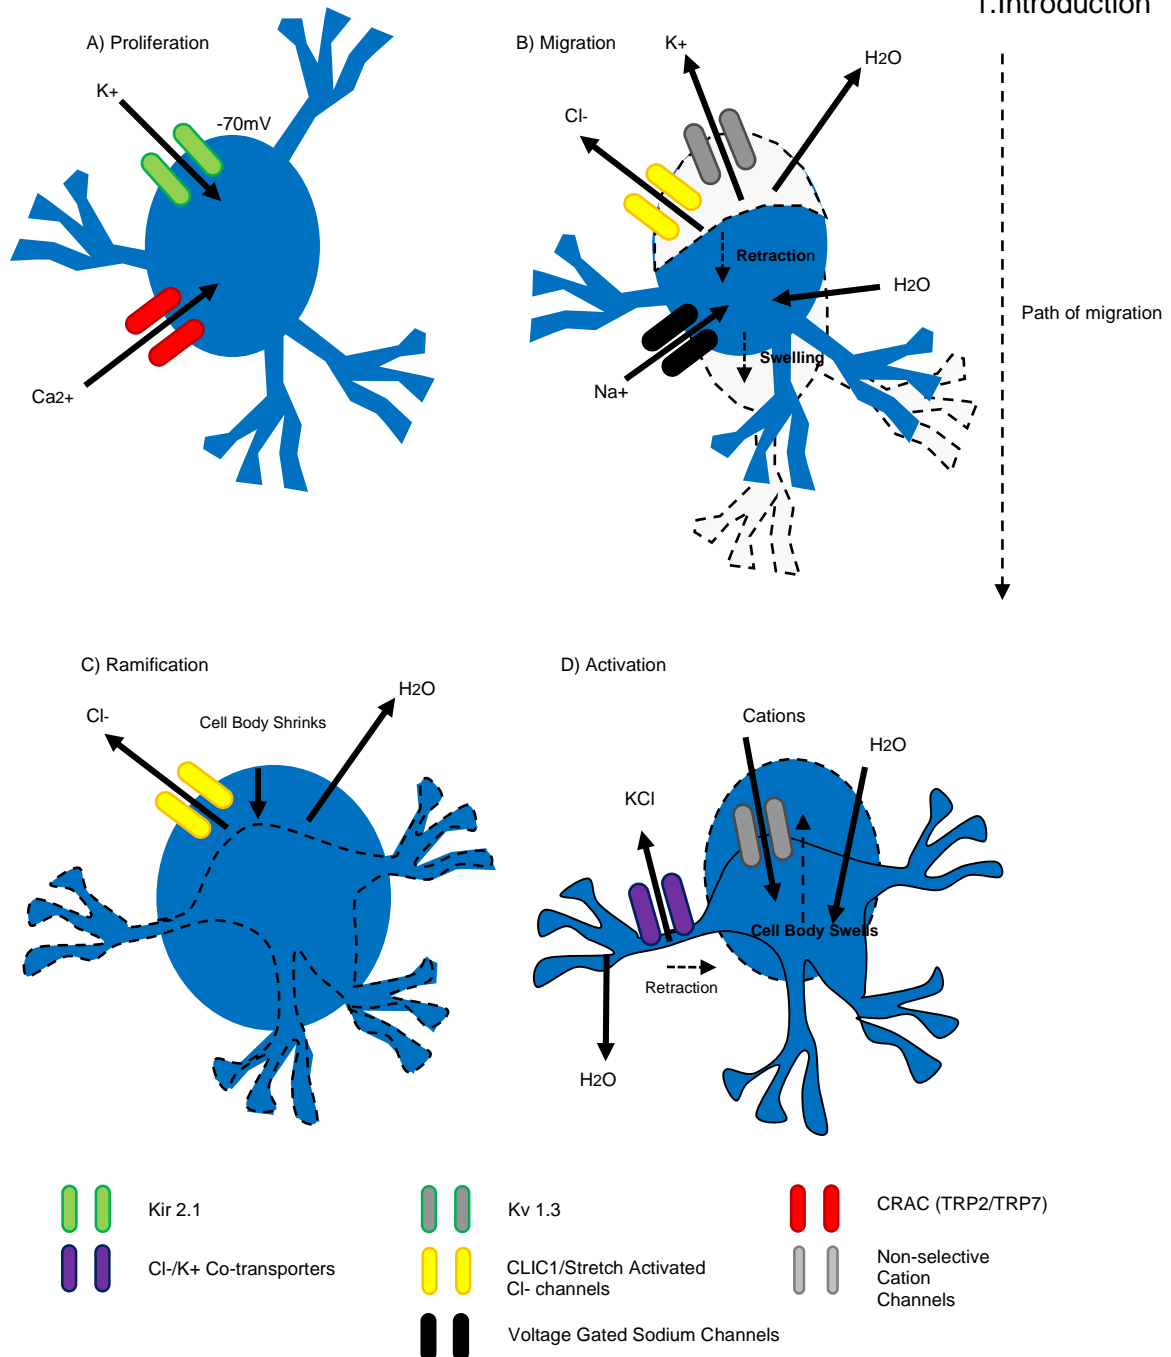 1.Introduction
A) Proliferation
B) Migration
K+
H2O
K+
Cl-
-70mV
Retraction
H2O
Path of migration
Swelling
Ca2+
Na+
C) Ramification
D) Activation
H2O
Cl-
Cell Body Shrinks
Cations
H2O
KCl
Cell Body Swells
Retraction
H2O
Kir 2.1
Kv 1.3
CRAC (TRP2/TRP7)
Cl-/K+ Co-transporters
CLIC1/Stretch Activated
Cl- channels
Non-selective
Cation
Channels
Voltage Gated Sodium Channels